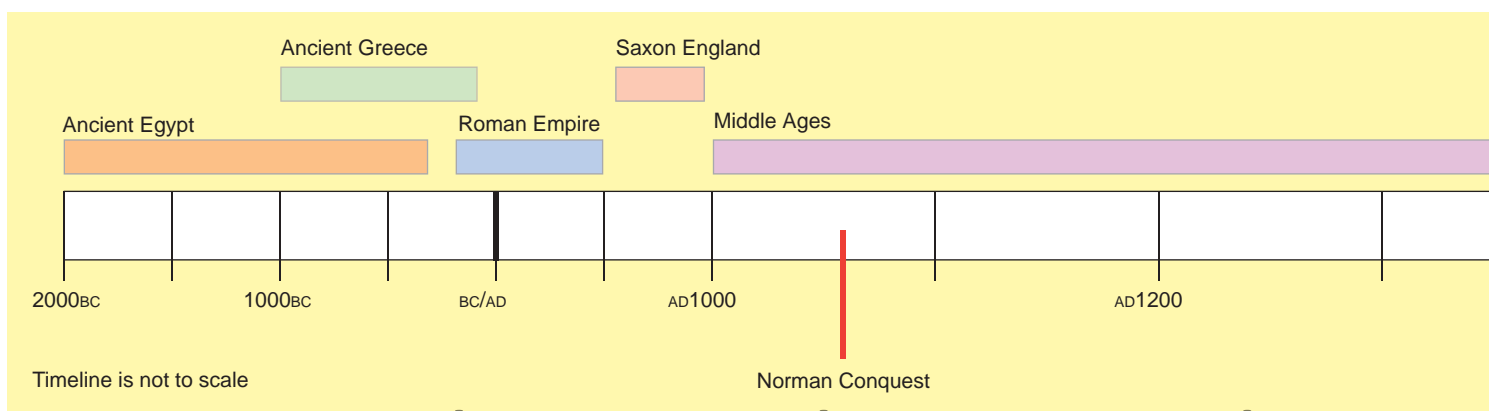 Ancient Greece
Saxon England
Ancient Egypt
Roman Empire
Middle Ages
2000BC
1000BC
BC/AD
AD1000
AD1200
Timeline is not to scale
Norman Conquest